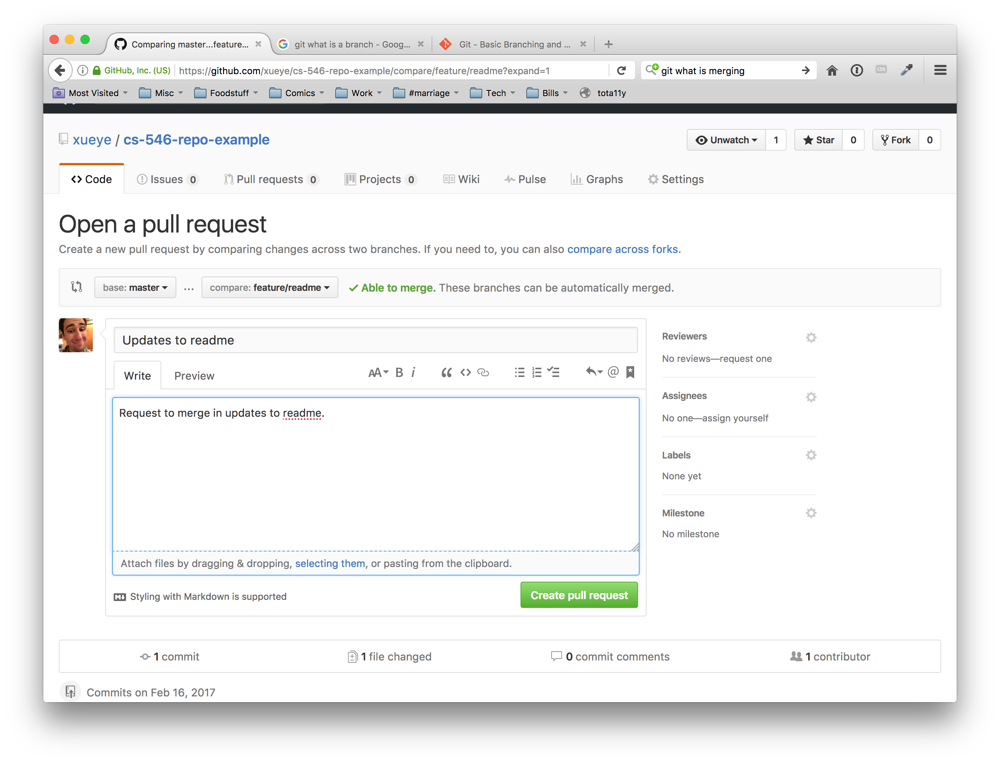 Comparing master...feature...
git what is a branch - Goog...
Git - Basic Branching and ...
GitHub, Inc. (US)
https://github.com/xueye/cs-546-repo-example/compare/feature/readme?expand=1
git what is merging
CSS
Most Visited
Misc
Foodstuff
Comics
Work
#marriage
Tech
Bills
tota11y
xueye / cs-546-repo-example
Unwatch 1
Star 0
Fork 0
Code
Issues 0
Pull requests 0
Projects 0
Wiki
Pulse
Graphs
Settings
Open a pull request
Create a new pull request by comparing changes across two branches. If you need to, you can also compare across forks.
base: master ... compare: feature/readme Able to merge. These branches can be automatically merged.
Updates to readme
Write
Preview
AA B i
Request to merge in updates to readme.
Attach files by dragging & dropping, selecting them, or pasting from the clipboard.
Styling with Markdown is supported
Create pull request
Reviewers
No reviews—request one
Assignees
No one—assign yourself
Labels
None yet
Milestone
No milestone
1 commit
1 file changed
0 commit comments
1 contributor
Commits on Feb 16, 2017